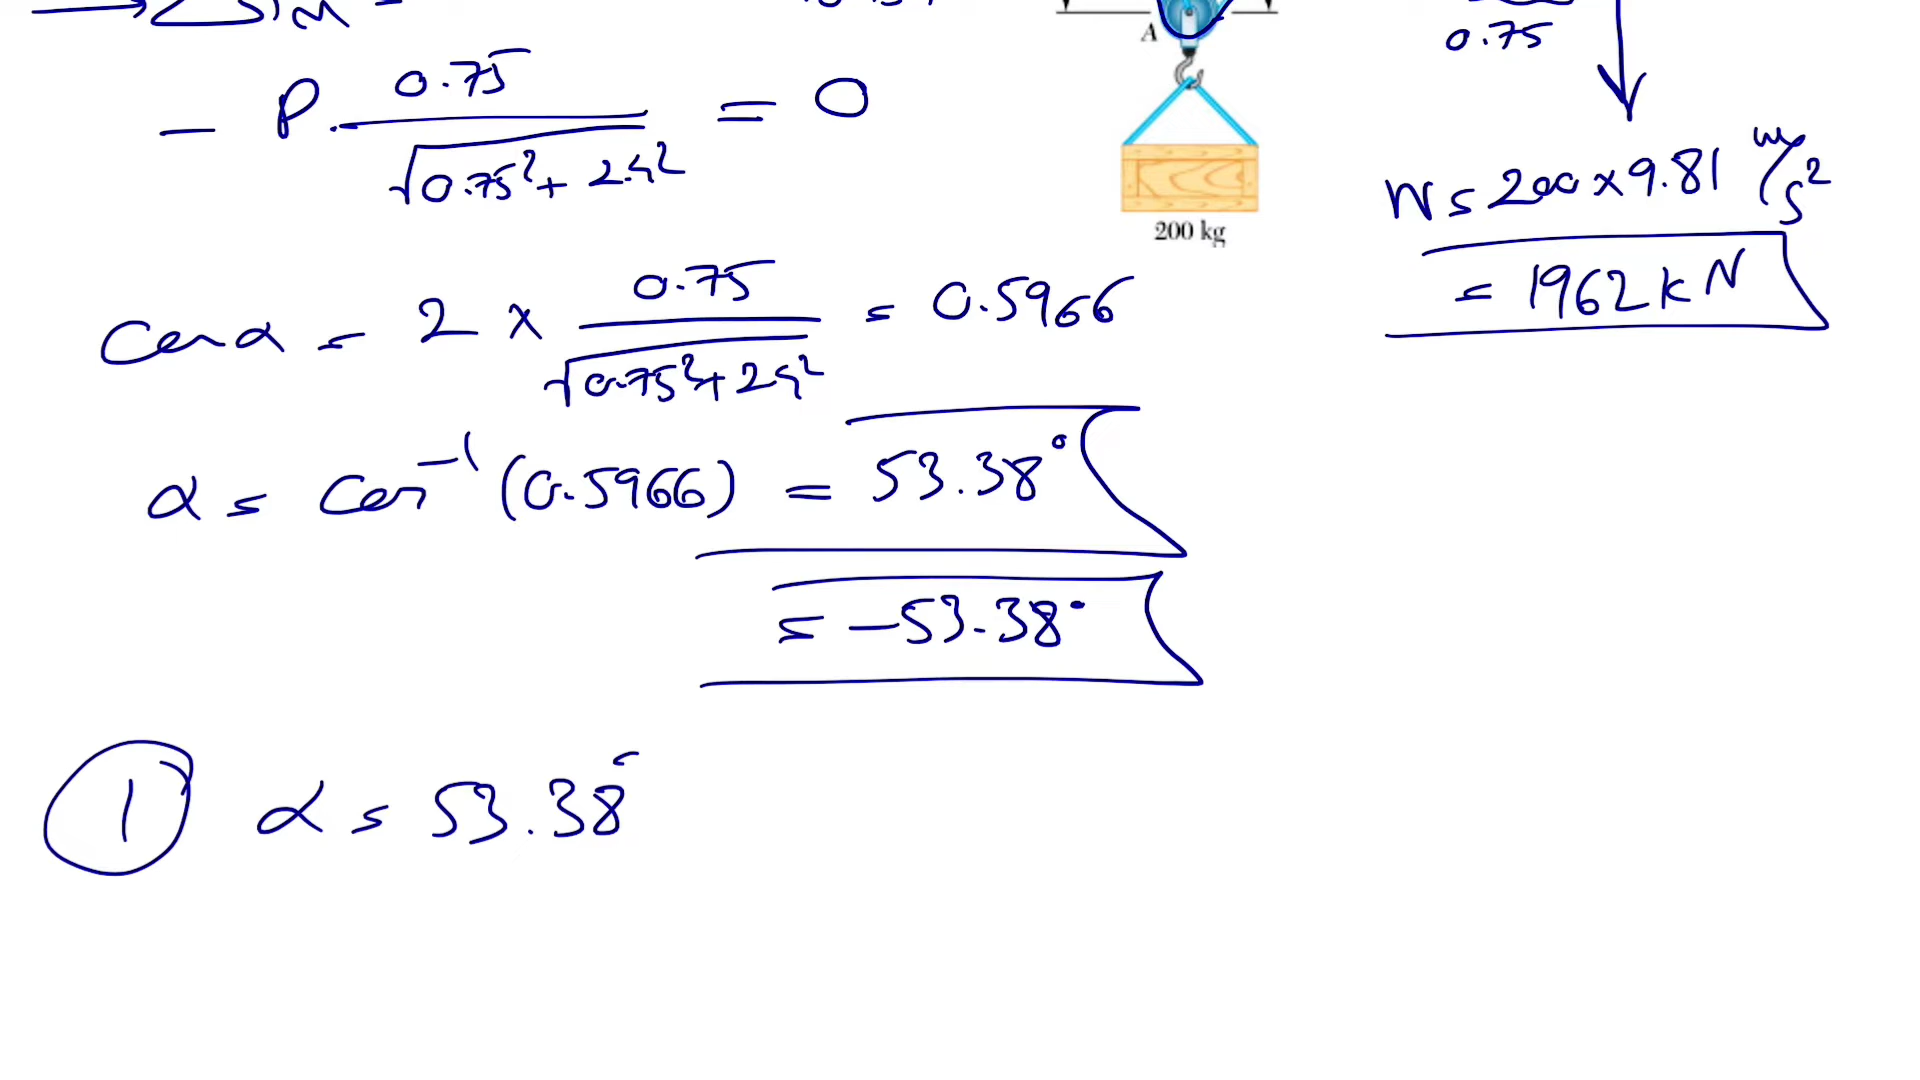 0.75
A
- P. 0.75 / √(0.75² + 2.4²) = 0
200 kg
W = 200 × 9.81 m/s²
= 1962 kN
Cos α = 2 × 0.75 / √(0.75² + 2.4²) = 0.5966
α = Cos⁻¹ (0.5966) = 53.38°
= -53.38°
① α = 53.38°